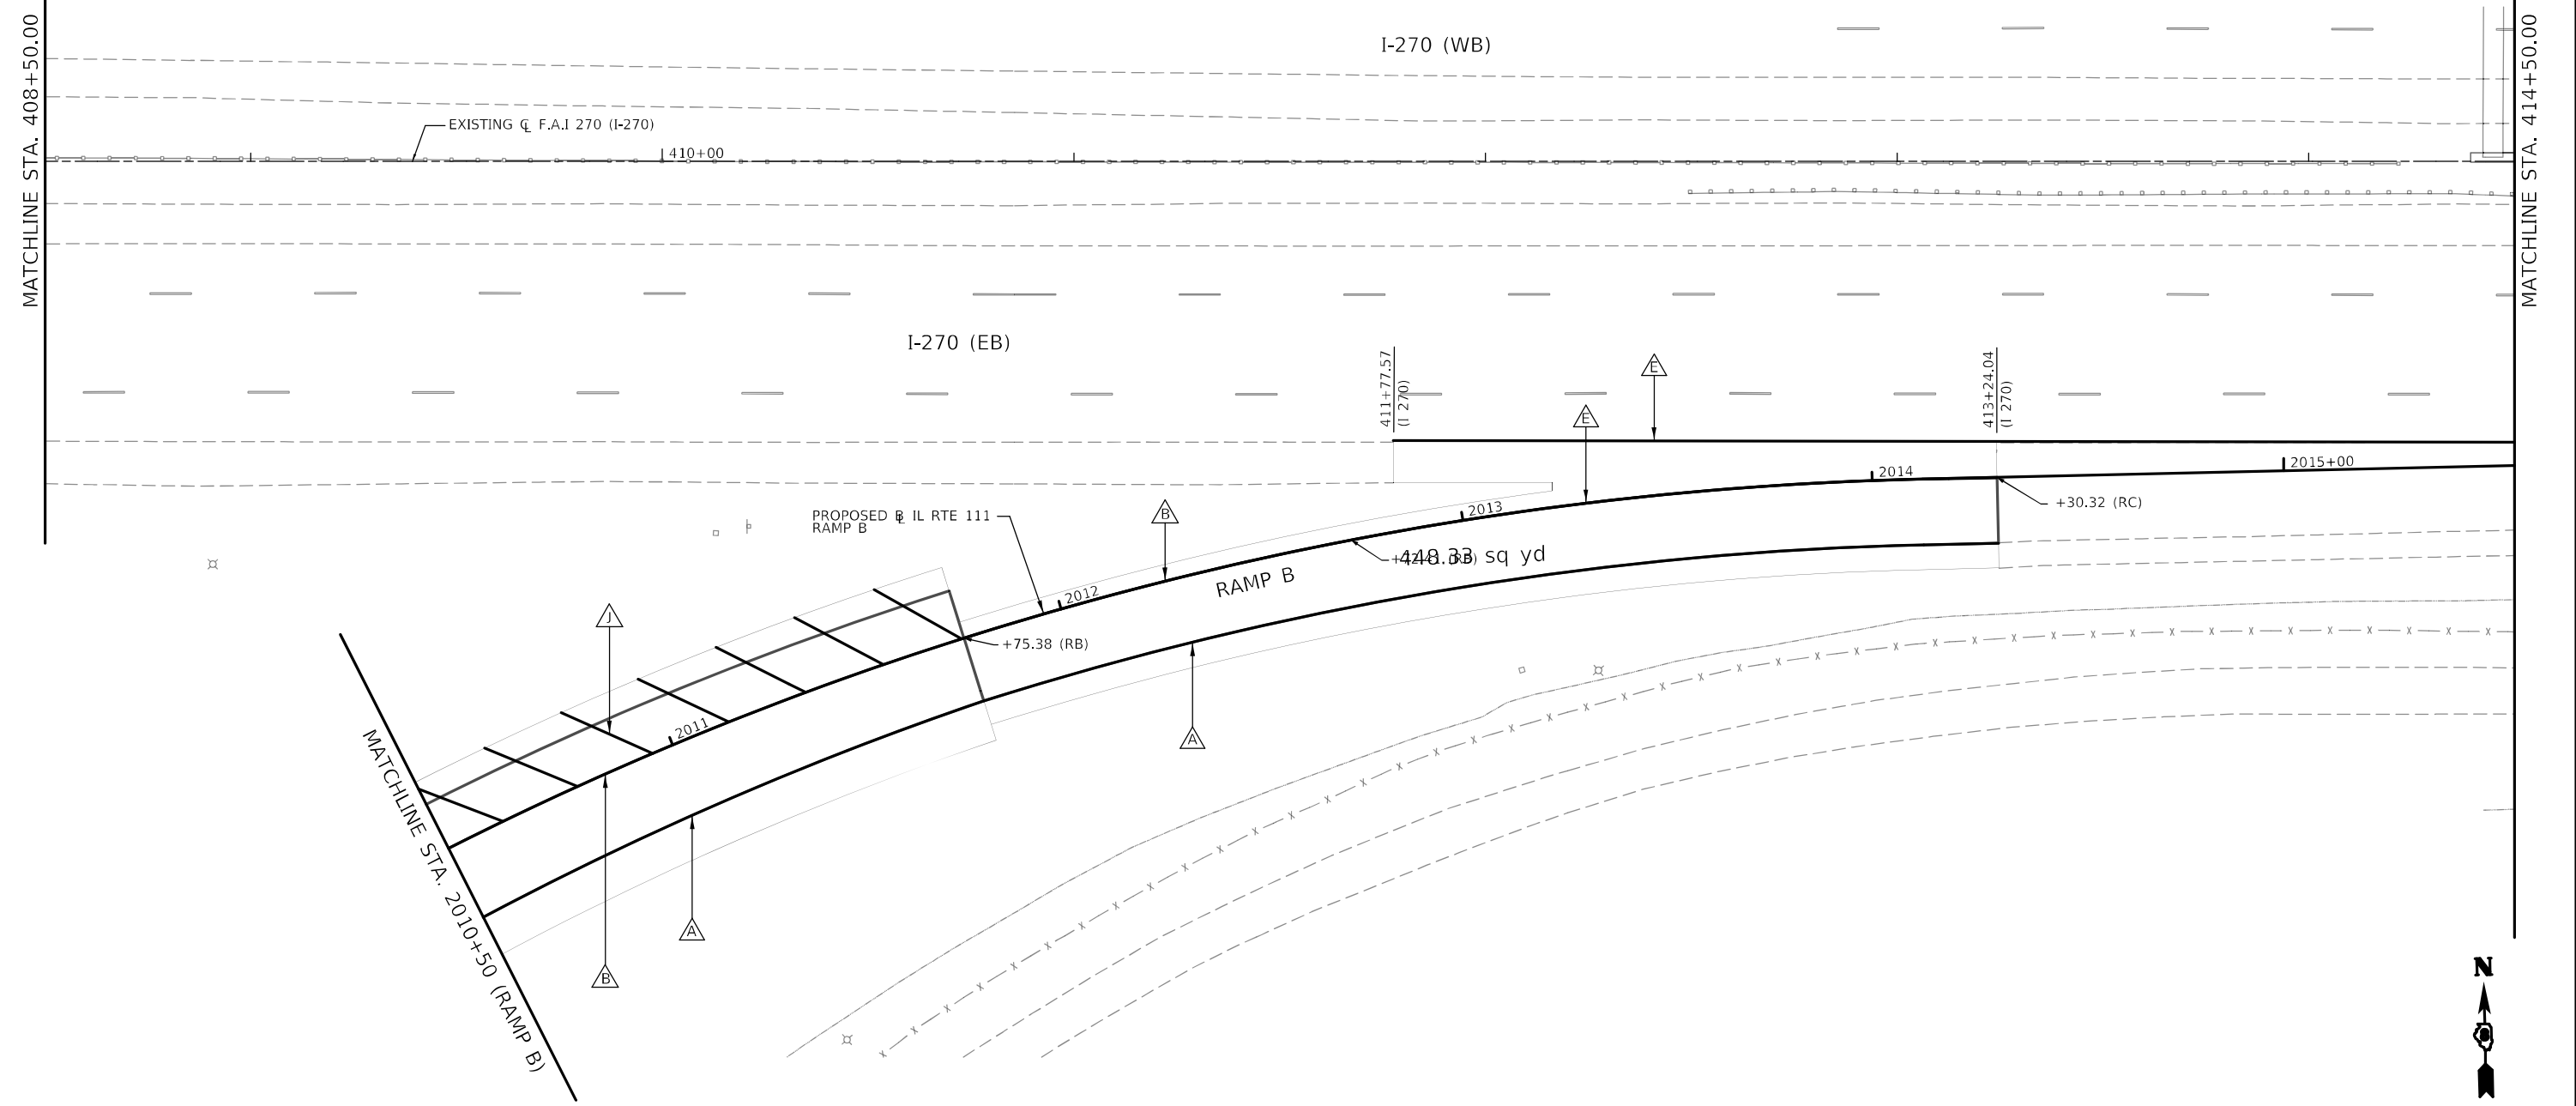 MATCHLINE STA. 408+50.00
I-270 (WB)
MATCHLINE STA. 414+50.00
EXISTING ℄ F.A.I 270 (I-270)
410+00
I-270 (EB)
411+77.57
(I 270)
413+24.04
(I 270)
E
E
2015+00
2014
+30.32 (RC)
2013
B
PROPOSED ℄ IL RTE 111
RAMP B
448.33 sq yd
RAMP B
2012
J
+75.38 (RB)
2011
A
MATCHLINE STA. 2010+50 (RAMP B)
A
B
N